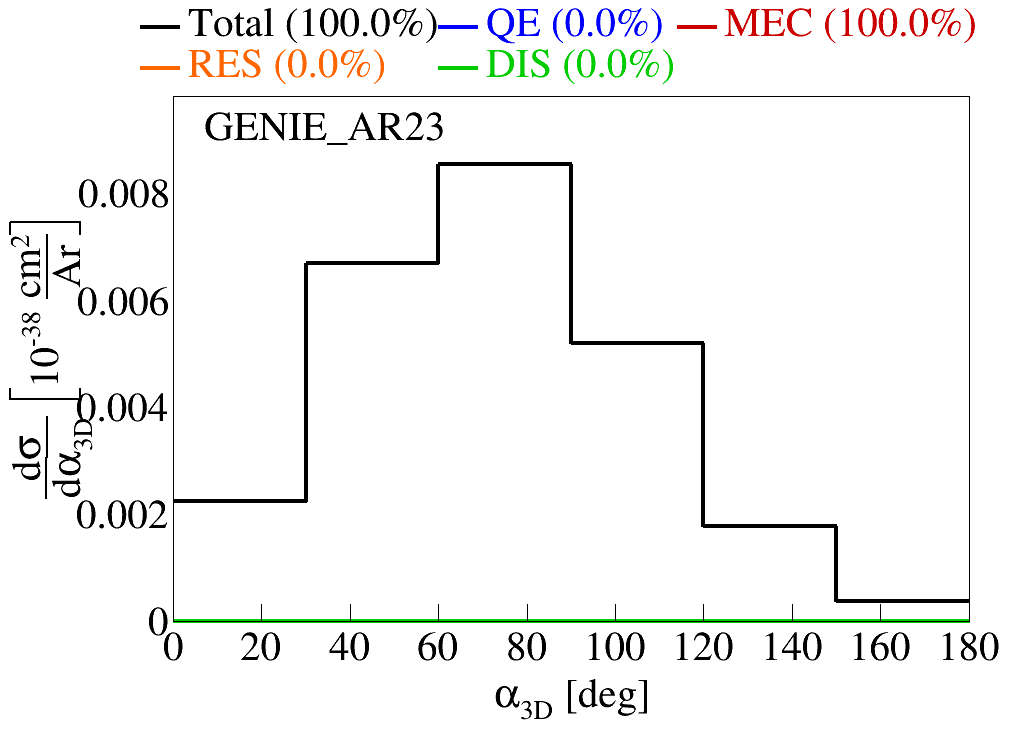 Total (100.0%) QE (0.0%) MEC (100.0%)
RES (0.0%) DIS (0.0%)
GENIE_AR23
dσ/dα3D [10-38 cm2/Ar]
0.008
0.006
0.004
0.002
0
0 20 40 60 80 100 120 140 160 180
α3D [deg]